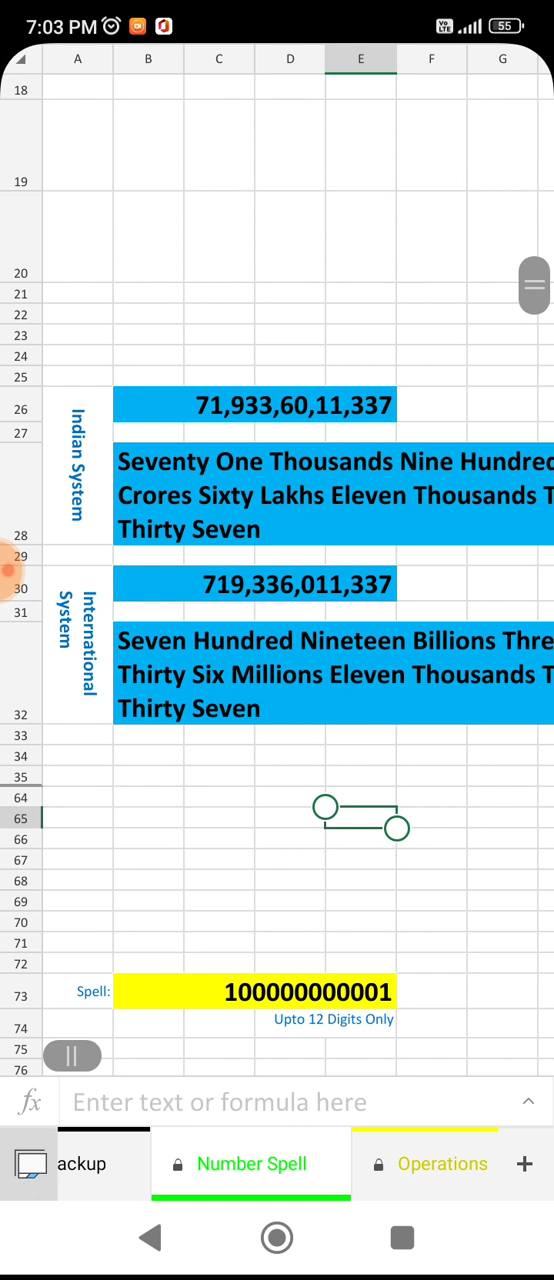 7:03 PM
Vo LTE 55
A B C D E F G
18
19
20
21
22
23
24
25
26 Indian System 71,933,60,11,337
27
28 Seventy One Thousands Nine Hundred
Crores Sixty Lakhs Eleven Thousands T
Thirty Seven
29
30 International System 719,336,011,337
31
32 Seven Hundred Nineteen Billions Thre
Thirty Six Millions Eleven Thousands T
Thirty Seven
33
34
35
64
65
66
67
68
69
70
71
72
73 Spell: 100000000001
74 Upto 12 Digits Only
75
76
fx Enter text or formula here
ackup Number Spell Operations +